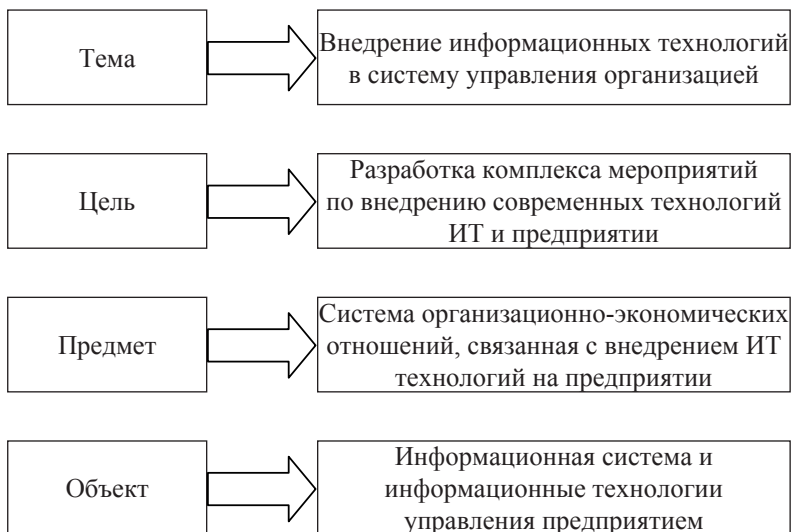 Тема
Внедрение информационных технологий
в систему управления организацией
Цель
Разработка комплекса мероприятий
по внедрению современных технологий
ИТ и предприятии
Предмет
Система организационно-экономических
отношений, связанная с внедрением ИТ
технологий на предприятии
Объект
Информационная система и
информационные технологии
управления предприятием